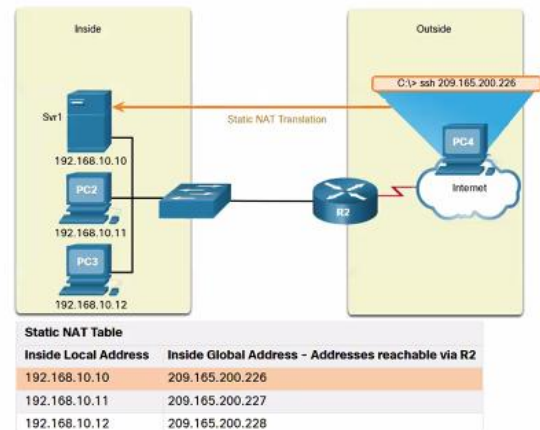 Inside
Outside
C:\> ssh 209.165.200.226
Svr1
Static NAT Translation
PC4
192.168.10.10
PC2
Internet
R2
192.168.10.11
PC3
192.168.10.12
Static NAT Table
Inside Local Address Inside Global Address - Addresses reachable via R2
192.168.10.10 209.165.200.226
192.168.10.11 209.165.200.227
192.168.10.12 209.165.200.228